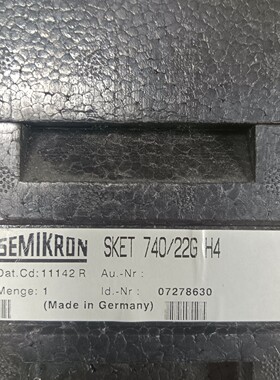 SEMIKRON SKET 740/22G H4
Dat.Cd: 11142 R Au.-Nr :
Menge: 1 Id.-Nr : 07278630
(Made in Germany)